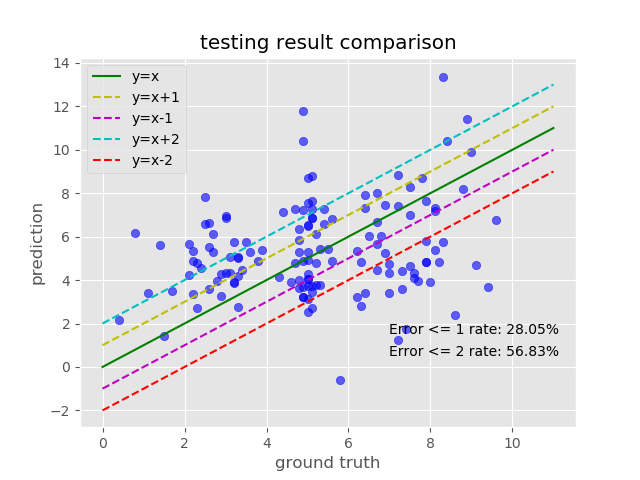 testing result comparison
y=x
y=x+1
y=x-1
y=x+2
y=x-2
14
12
10
8
6
4
2
0
−2
prediction
Error <= 1 rate: 28.05%
Error <= 2 rate: 56.83%
0 2 4 6 8 10
ground truth